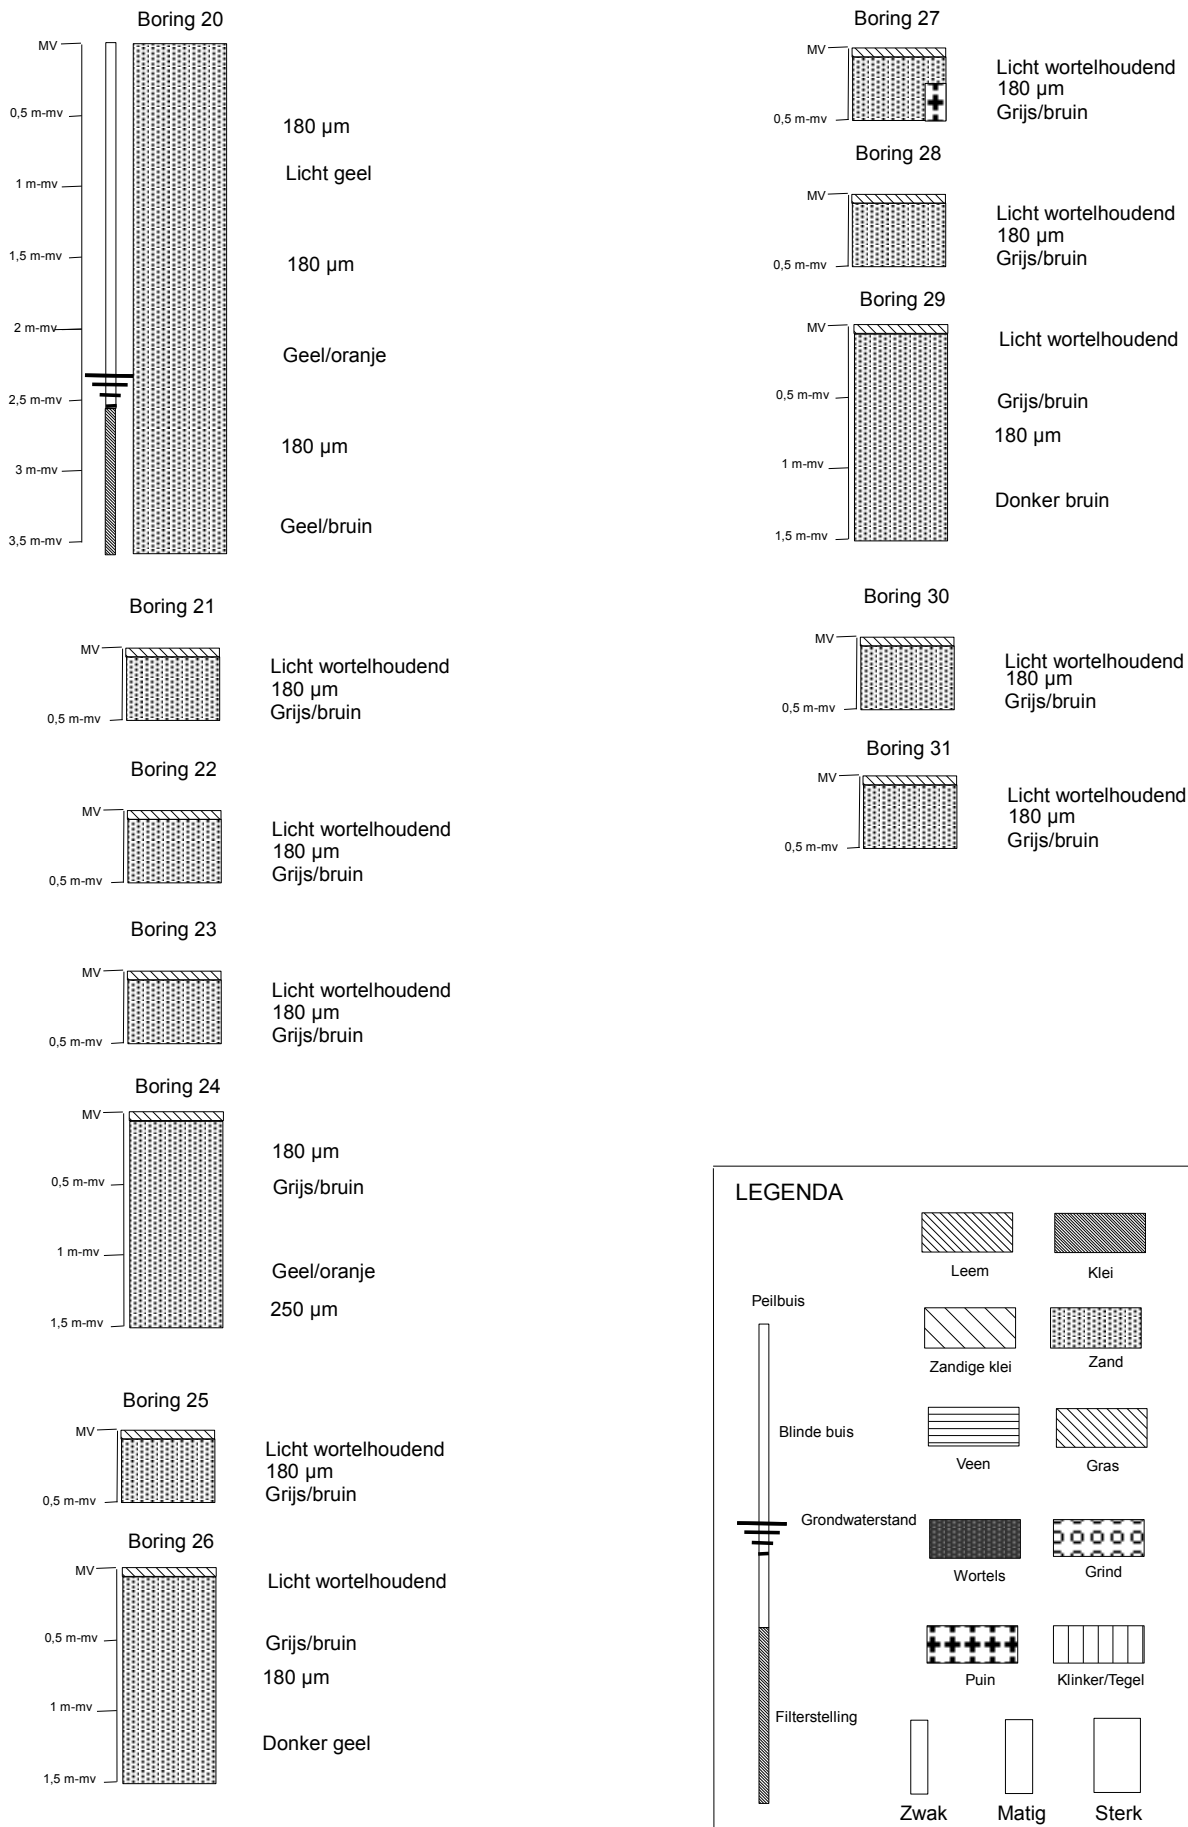 Boring 20
MV
0,5 m-mv
1 m-mv
1,5 m-mv
2 m-mv
2,5 m-mv
3 m-mv
3,5 m-mv
180 µm
Licht geel
180 µm
Geel/oranje
180 µm
Geel/bruin
Boring 21
MV
0,5 m-mv
Licht wortelhoudend
180 µm
Grijs/bruin
Boring 22
MV
0,5 m-mv
Licht wortelhoudend
180 µm
Grijs/bruin
Boring 23
MV
0,5 m-mv
Licht wortelhoudend
180 µm
Grijs/bruin
Boring 24
MV
0,5 m-mv
1 m-mv
1,5 m-mv
180 µm
Grijs/bruin
Geel/oranje
250 µm
Boring 25
MV
0,5 m-mv
Licht wortelhoudend
180 µm
Grijs/bruin
Boring 26
MV
0,5 m-mv
1 m-mv
1,5 m-mv
Licht wortelhoudend
Grijs/bruin
180 µm
Donker geel
Boring 27
MV
0,5 m-mv
Licht wortelhoudend
180 µm
Grijs/bruin
Boring 28
MV
0,5 m-mv
Licht wortelhoudend
180 µm
Grijs/bruin
Boring 29
MV
0,5 m-mv
1 m-mv
1,5 m-mv
Licht wortelhoudend
Grijs/bruin
180 µm
Donker bruin
Boring 30
MV
0,5 m-mv
Licht wortelhoudend
180 µm
Grijs/bruin
Boring 31
MV
0,5 m-mv
Licht wortelhoudend
180 µm
Grijs/bruin
LEGENDA
Peilbuis
Blinde buis
Grondwaterstand
Filterstelling
Leem
Klei
Zandige klei
Zand
Veen
Gras
Wortels
Grind
Puin
Klinker/Tegel
Zwak
Matig
Sterk